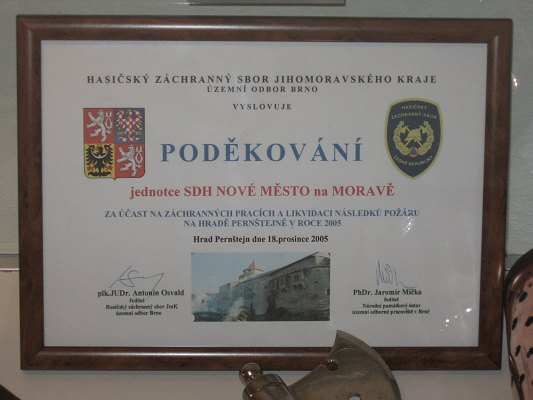 HASIČSKÝ ZÁCHRANNÝ SBOR JIHOMORAVSKÉHO KRAJE
ÚZEMNÍ ODBOR BRNO
VYSLOVUJE
HASIČSKÝ
ZÁCHRANNÝ SBOR
ČESKÉ REPUBLIKY
PODĚKOVÁNÍ
jednotce SDH NOVÉ MĚSTO na MORAVĚ
ZA ÚČAST NA ZÁCHRANNÝCH PRACÍCH A LIKVIDACI NÁSLEDKŮ POŽÁRU
NA HRADĚ PERNŠTEJNĚ V ROCE 2005
Hrad Pernštejn dne 18.prosince 2005
plk.JUDr. Antonín Osvald
ředitel
Hasičský záchranný sbor JmK
územní odbor Brno
PhDr. Jaromír Míčka
ředitel
Národní památkový ústav
územní odborné pracoviště v Brně